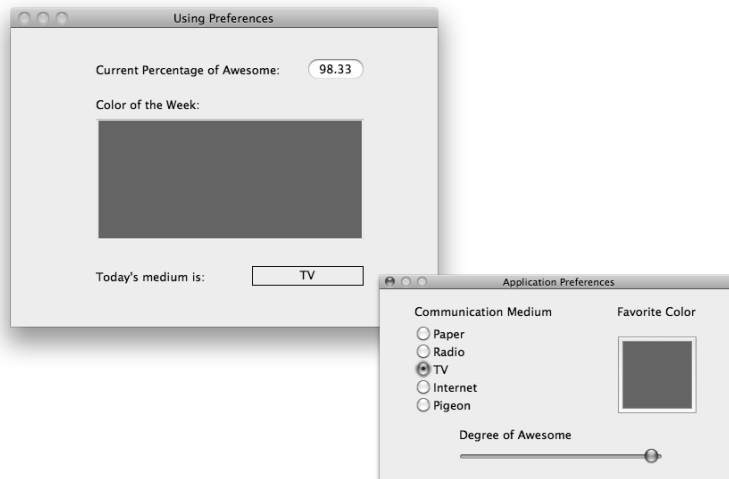 Using Preferences
Current Percentage of Awesome: 98.33
Color of the Week:
Today's medium is: TV
Application Preferences
Communication Medium
Favorite Color
Paper
Radio
TV
Internet
Pigeon
Degree of Awesome